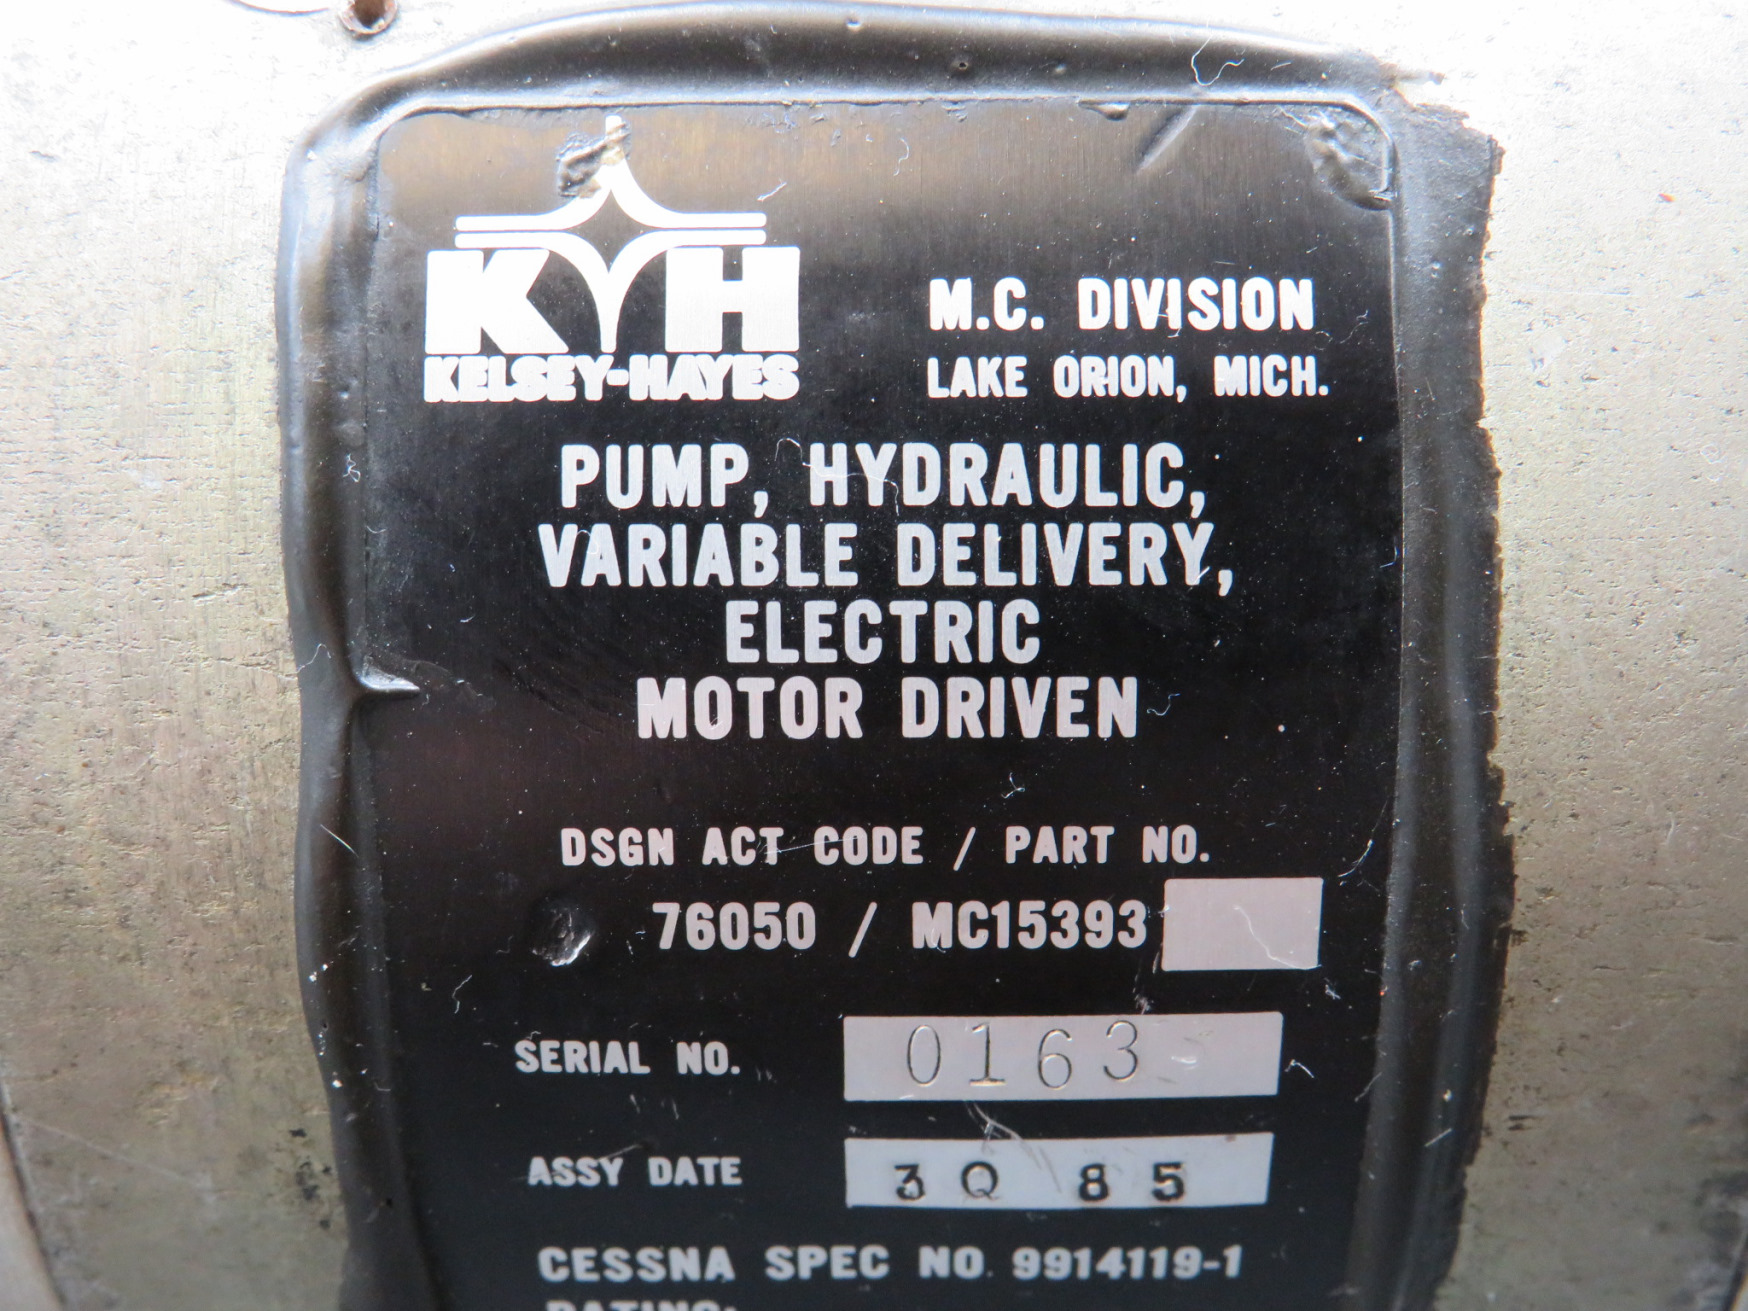 KH
KELSEY-HAYES
M.C. DIVISION
LAKE ORION, MICH.
PUMP, HYDRAULIC,
VARIABLE DELIVERY,
ELECTRIC
MOTOR DRIVEN
DSGN ACT CODE / PART NO.
76050 / MC15393
SERIAL NO. 0163
ASSY DATE 3Q 85
CESSNA SPEC NO. 9914119-1
RATING: